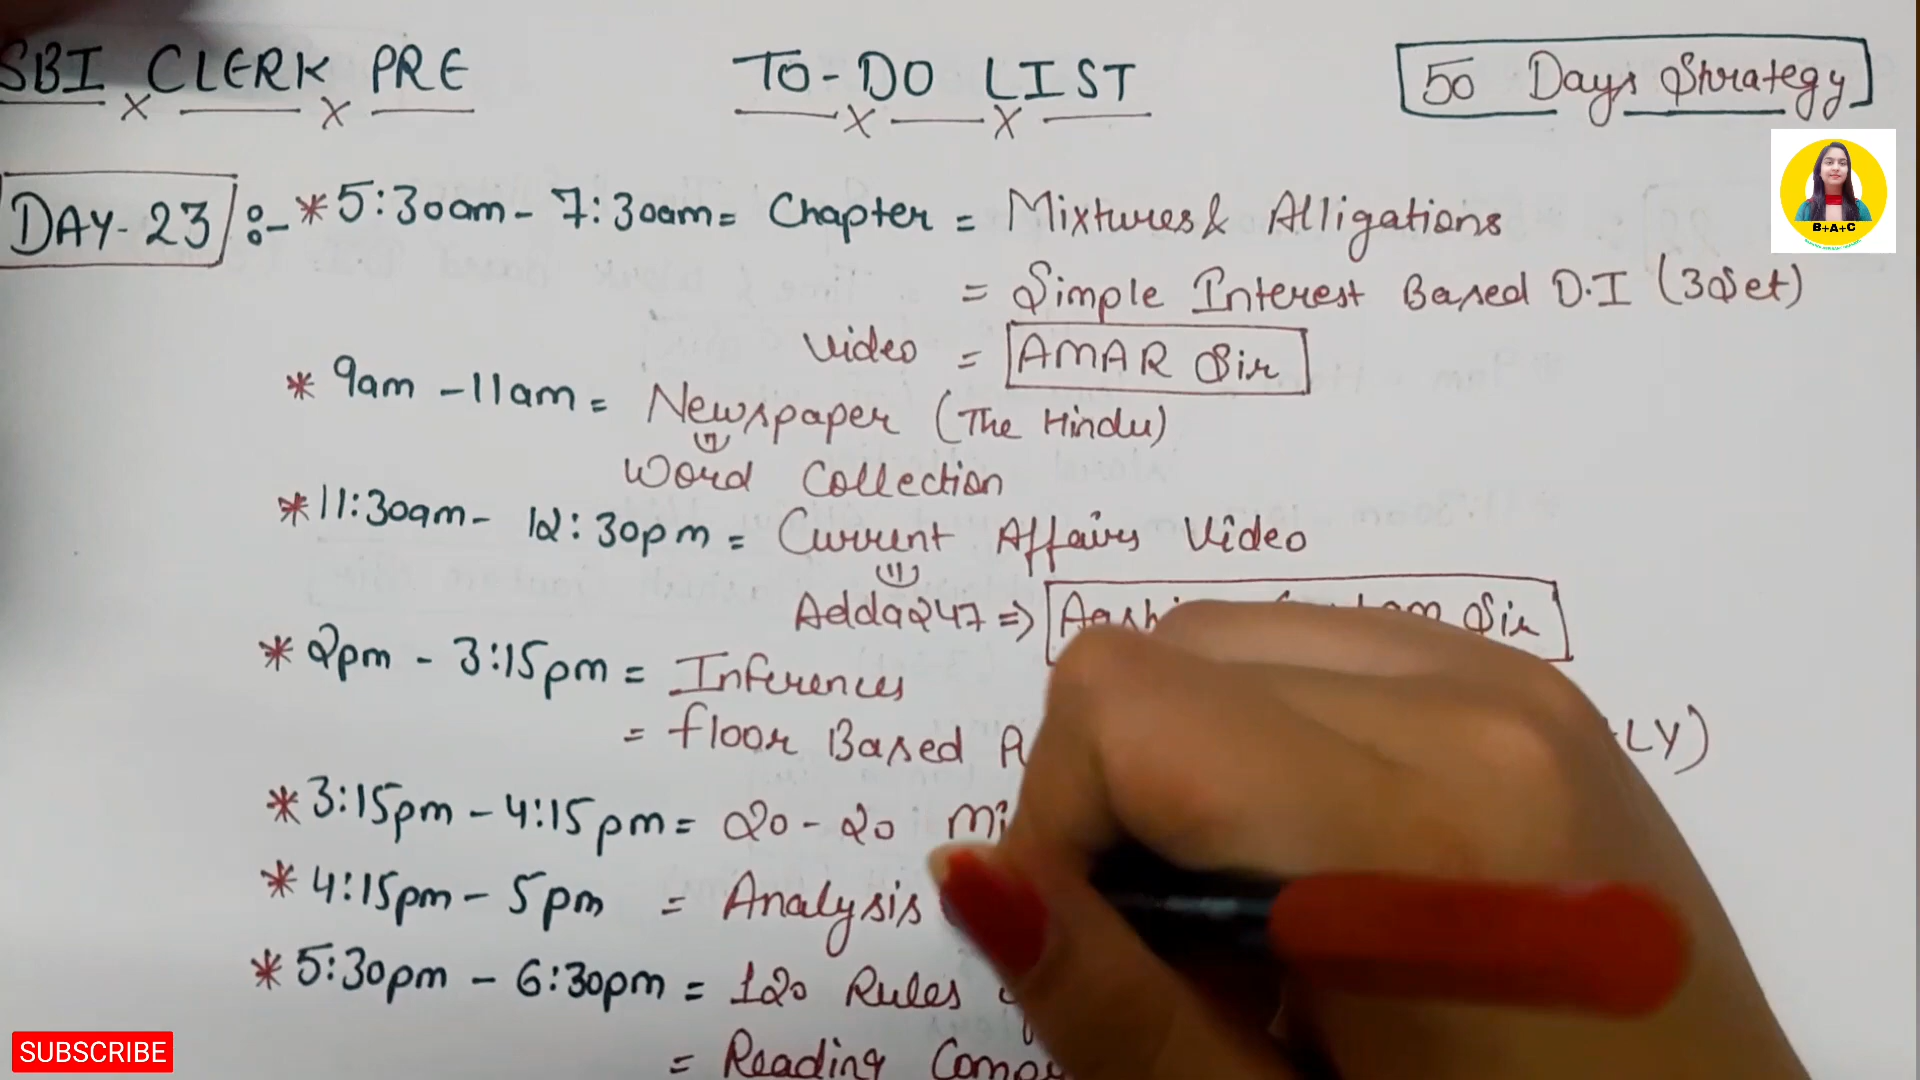 SBI CLERK PRE TO-DO LIST 50 Days Strategy
DAY-23 :- * 5:30am - 7:30am = Chapter = Mixtures & Alligations
= Simple Interest Based D.I (30Set)
Video = AMAR Sir
* 9am - 11am = Newspaper (The Hindu)
Word Collection
* 11:30am - 12:30pm = Current Affairs Video
Adda247 => Sir
* 2pm - 3:15pm = Inferences
= floor Based
* 3:15pm - 4:15pm = 20-20
* 4:15pm - 5pm = Analysis
* 5:30pm - 6:30pm = 120 Rules
= Reading
B+A+C
SUBSCRIBE